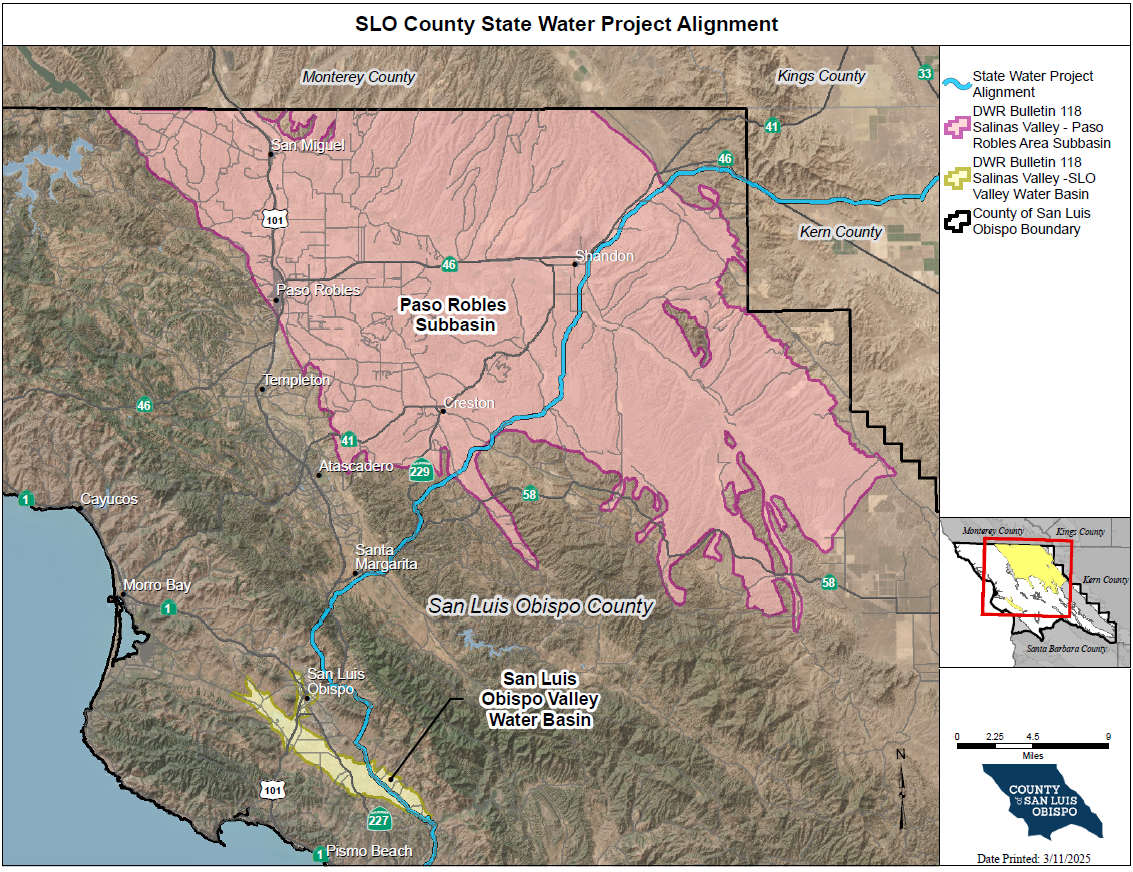 SLO County State Water Project Alignment
Monterey County
Kings County
33
41
46
San Miguel
101
Kern County
46
Shandon
Paso Robles
Paso Robles
Subbasin
Templeton
46
Creston
41
Atascadero
229
58
1
Cayucos
Santa
Margarita
Morro Bay
1
58
San Luis Obispo County
San Luis
Obispo
San Luis
Obispo Valley
Water Basin
101
227
1
Pismo Beach
N
State Water Project
Alignment
DWR Bulletin 118
Salinas Valley - Paso
Robles Area Subbasin
DWR Bulletin 118
Salinas Valley -SLO
Valley Water Basin
County of San Luis
Obispo Boundary
Monterey County
Kings County
Kern County
Santa Barbara County
0 2.25 4.5 9
Miles
COUNTY
OF SAN LUIS
OBISPO
Date Printed: 3/11/2025